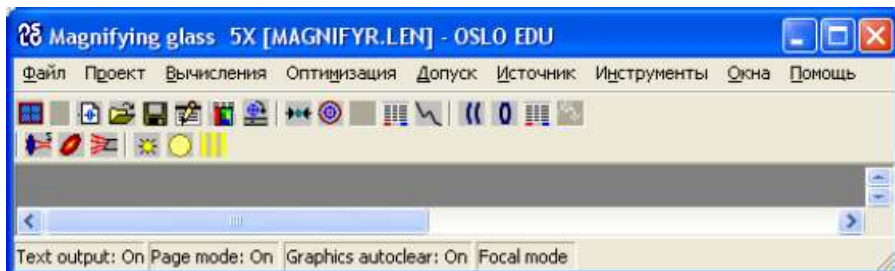 Magnifying glass 5X [MAGNIFYR.LEN] - OSLO EDU
Файл Проект Вычисления Оптимизация Допуск Источник Инструменты Окна Помощь
Text output: On Page mode: On Graphics autoclear: On Focal mode